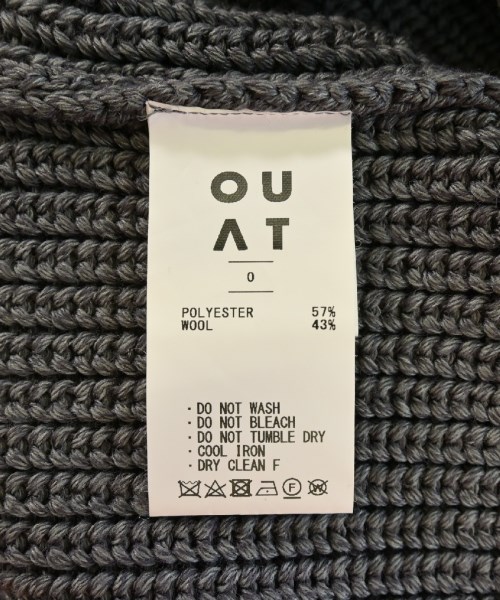 OU
ΛT
0
POLYESTER 57%
WOOL 43%
・DO NOT WASH
・DO NOT BLEACH
・DO NOT TUMBLE DRY
・COOL IRON
・DRY CLEAN F
F W